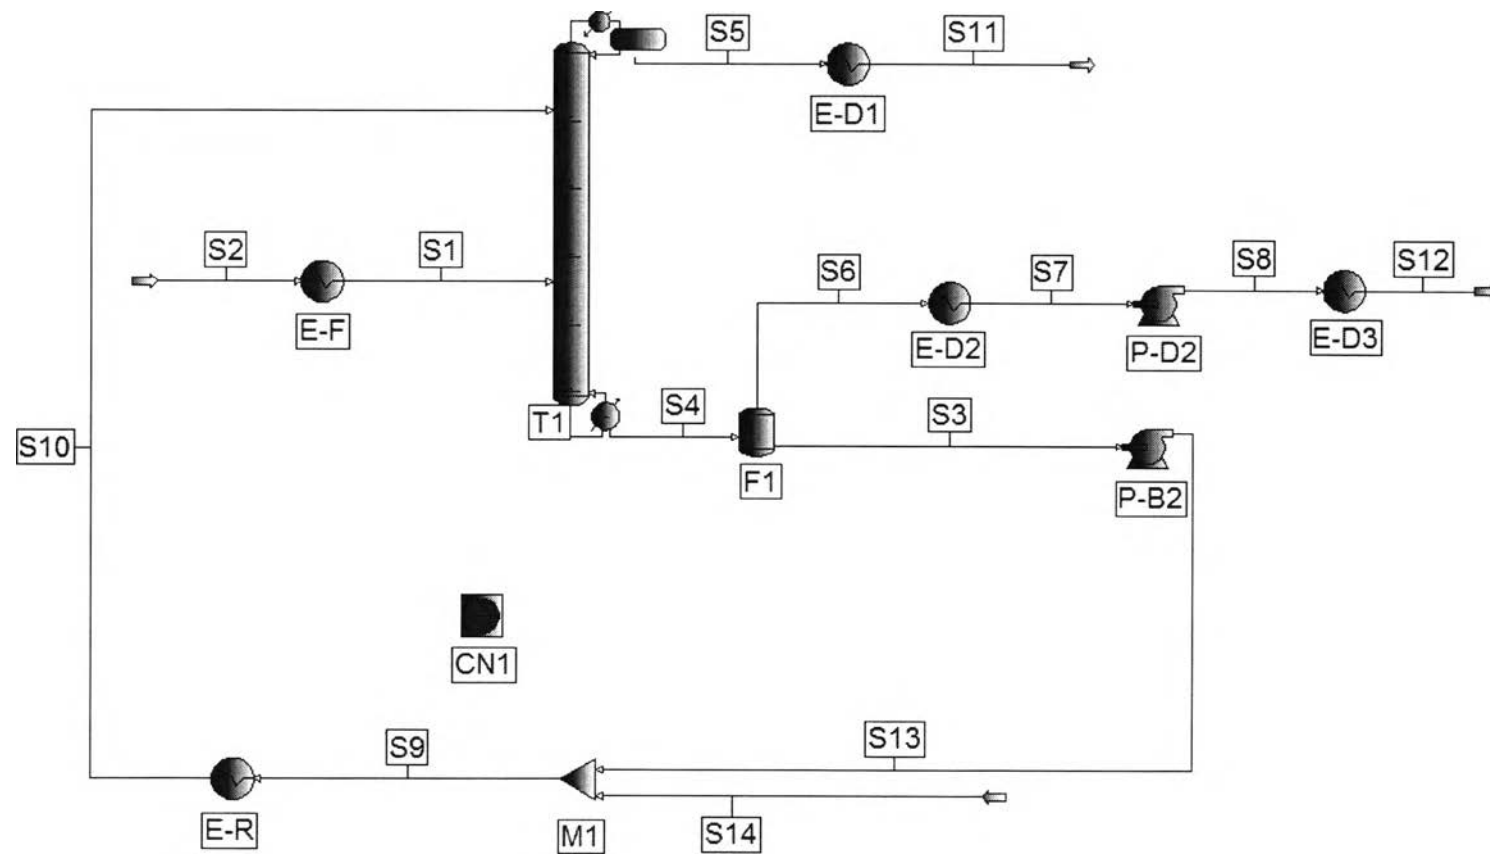 S5
S11
E-D1
S2
S1
E-F
S6
S7
S8
S12
E-D2
P-D2
E-D3
T1
S4
S3
S10
F1
P-B2
CN1
S9
S13
E-R
M1
S14